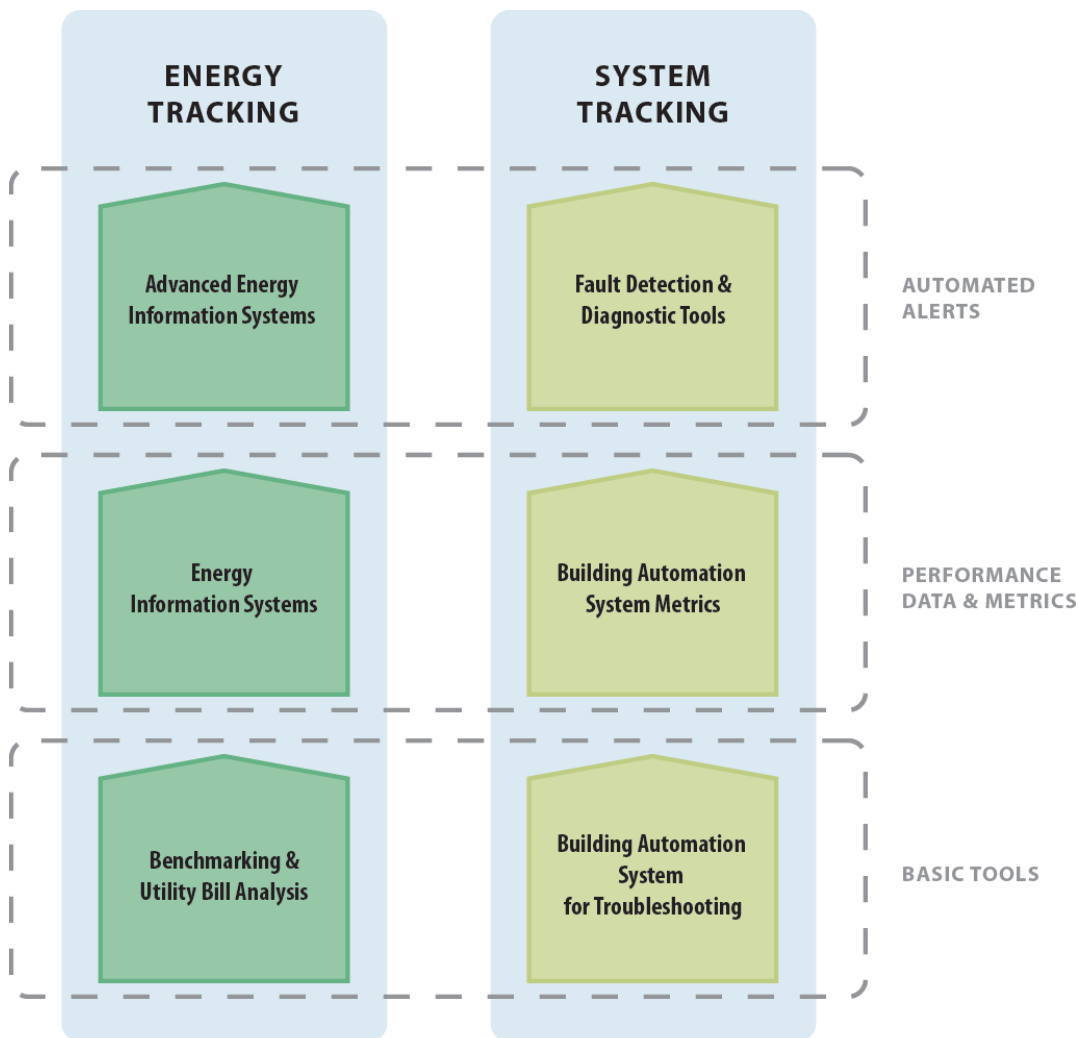 ENERGY
TRACKING
SYSTEM
TRACKING
Advanced Energy
Information Systems
Fault Detection &
Diagnostic Tools
AUTOMATED
ALERTS
Energy
Information Systems
Building Automation
System Metrics
PERFORMANCE
DATA & METRICS
Benchmarking &
Utility Bill Analysis
Building Automation
System
for Troubleshooting
BASIC TOOLS